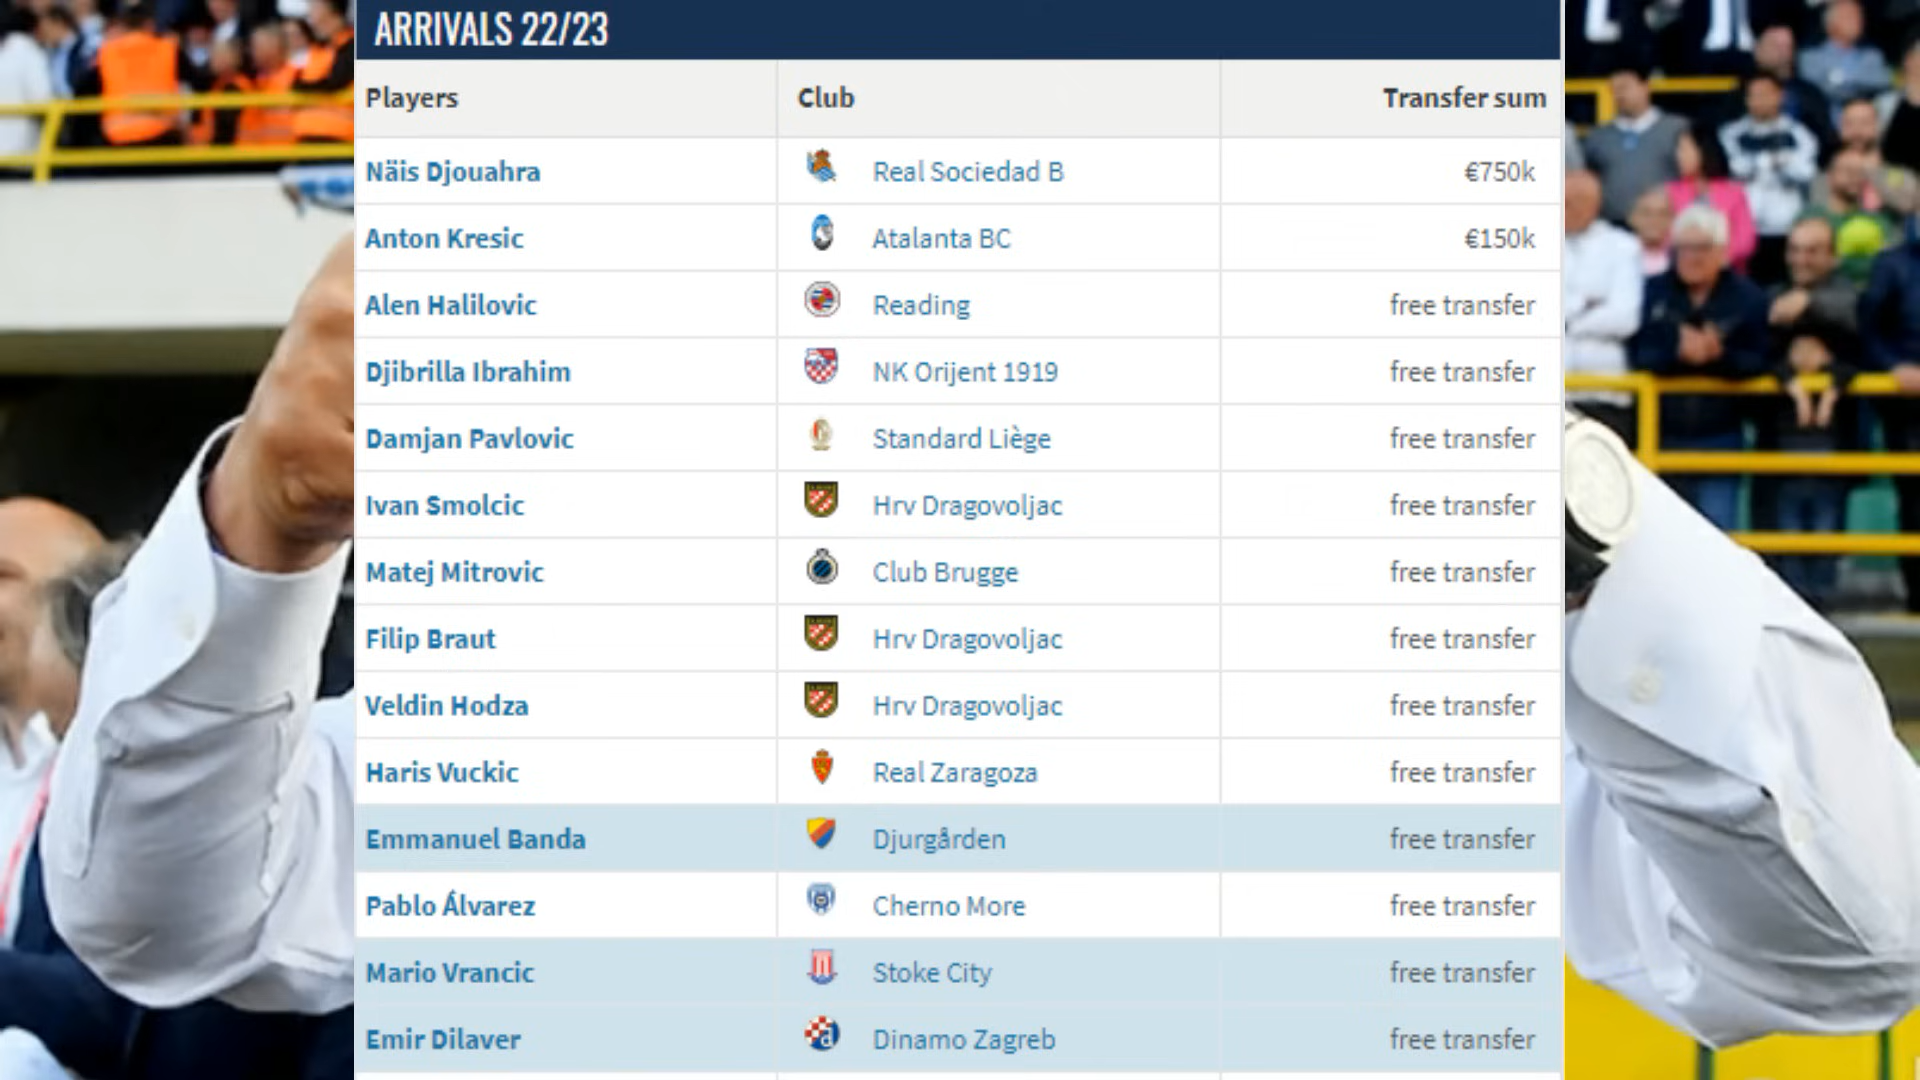 ARRIVALS 22/23
Players Club Transfer sum
Näis Djouahra Real Sociedad B €750k
Anton Kresic Atalanta BC €150k
Alen Halilovic Reading free transfer
Djibrilla Ibrahim NK Orijent 1919 free transfer
Damjan Pavlovic Standard Liège free transfer
Ivan Smolcic Hrv Dragovoljac free transfer
Matej Mitrovic Club Brugge free transfer
Filip Braut Hrv Dragovoljac free transfer
Veldin Hodza Hrv Dragovoljac free transfer
Haris Vuckic Real Zaragoza free transfer
Emmanuel Banda Djurgården free transfer
Pablo Álvarez Cherno More free transfer
Mario Vrancic Stoke City free transfer
Emir Dilaver Dinamo Zagreb free transfer